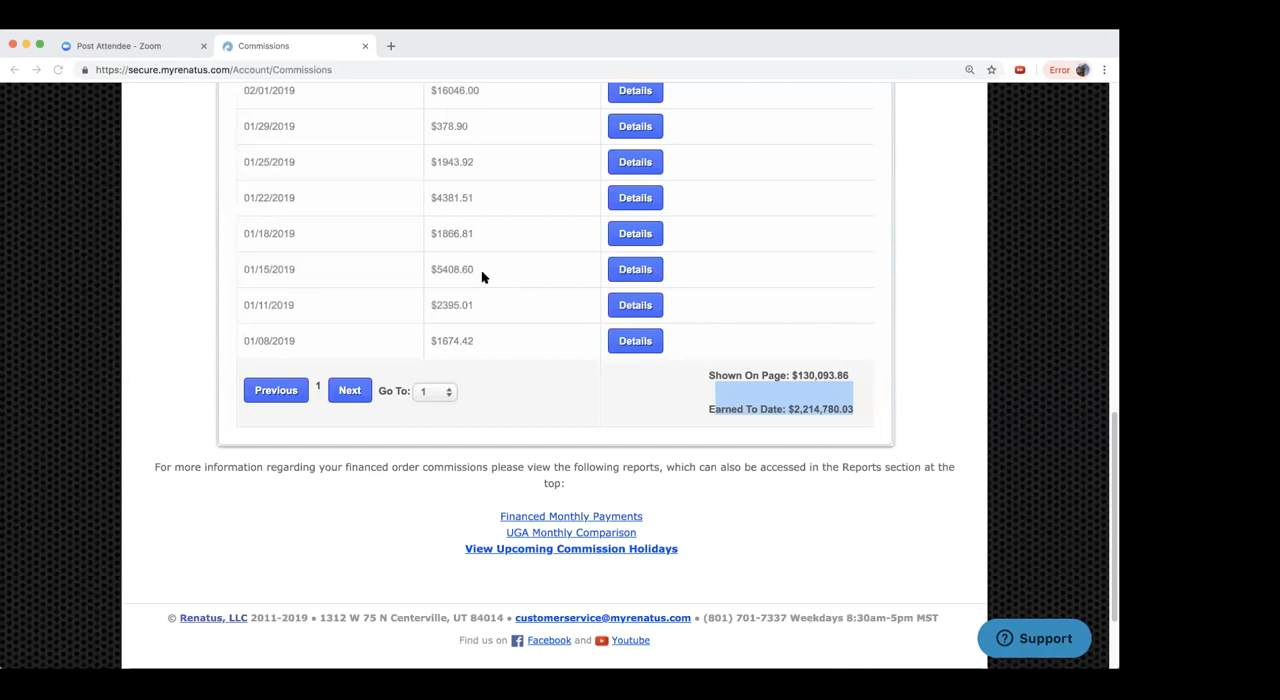 Post Attendee - Zoom
Commissions
https://secure.myrenatus.com/Account/Commissions
Error
02/01/2019 $16046.00 Details
01/29/2019 $378.90 Details
01/25/2019 $1943.92 Details
01/22/2019 $4381.51 Details
01/18/2019 $1866.81 Details
01/15/2019 $5408.60 Details
01/11/2019 $2395.01 Details
01/08/2019 $1674.42 Details
Shown On Page: $130,093.86
Previous 1 Next Go To: 1
Earned To Date: $2,214,780.03
For more information regarding your financed order commissions please view the following reports, which can also be accessed in the Reports section at the
top:
Financed Monthly Payments
UGA Monthly Comparison
View Upcoming Commission Holidays
© Renatus, LLC 2011-2019 • 1312 W 75 N Centerville, UT 84014 • customerservice@myrenatus.com • (801) 701-7337 Weekdays 8:30am-5pm MST
Find us on Facebook and Youtube
Support